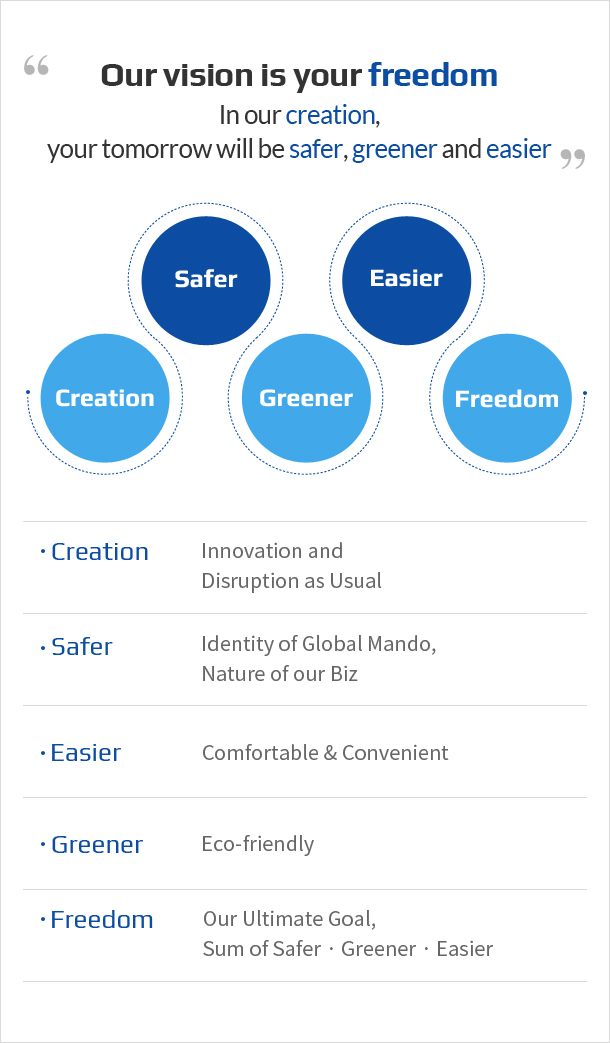 “
Our vision is your freedom
In our creation,
your tomorrow will be safer, greener and easier ”
Safer
Easier
Creation
Greener
Freedom
· Creation
Innovation and
Disruption as Usual
· Safer
Identity of Global Mando,
Nature of our Biz
· Easier
Comfortable & Convenient
· Greener
Eco-friendly
· Freedom
Our Ultimate Goal,
Sum of Safer · Greener · Easier